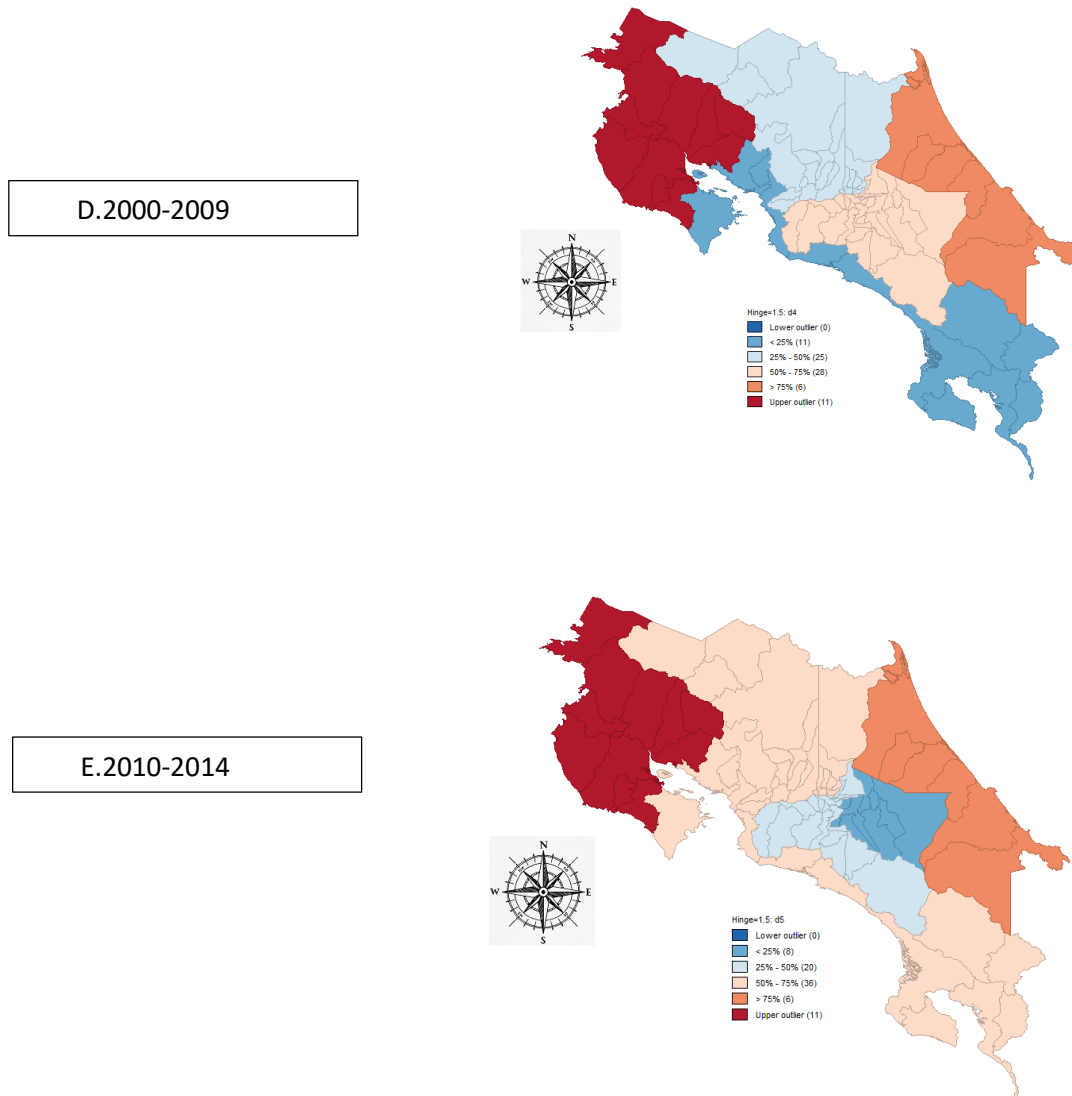 D.2000-2009
N
W
E
S
Hinge=1.5: d4
Lower outlier (0)
< 25% (11)
25% - 50% (25)
50% - 75% (28)
> 75% (6)
Upper outlier (11)
E.2010-2014
N
W
E
S
Hinge=1.5: d5
Lower outlier (0)
< 25% (8)
25% - 50% (20)
50% - 75% (36)
> 75% (6)
Upper outlier (11)